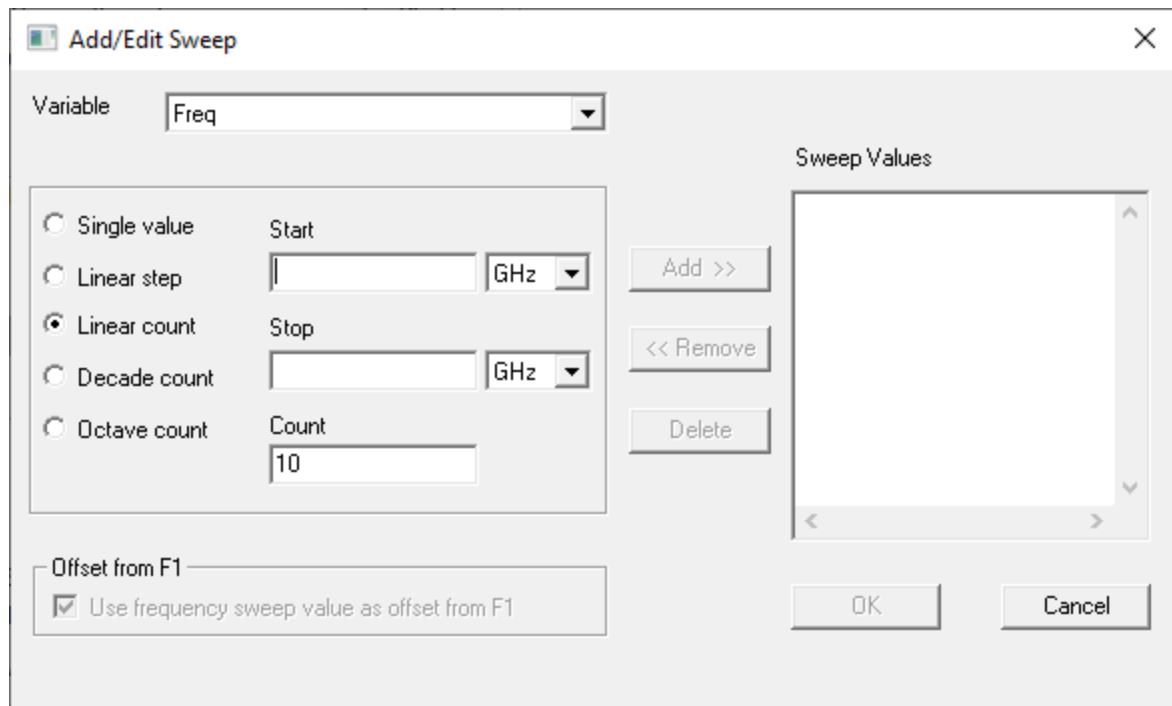 Add/Edit Sweep
Variable
Freq
Sweep Values
Single value
Start
Linear step
GHz
Add >>
Linear count
Stop
<< Remove
Decade count
GHz
Octave count
Count
Delete
10
Offset from F1
Use frequency sweep value as offset from F1
OK
Cancel